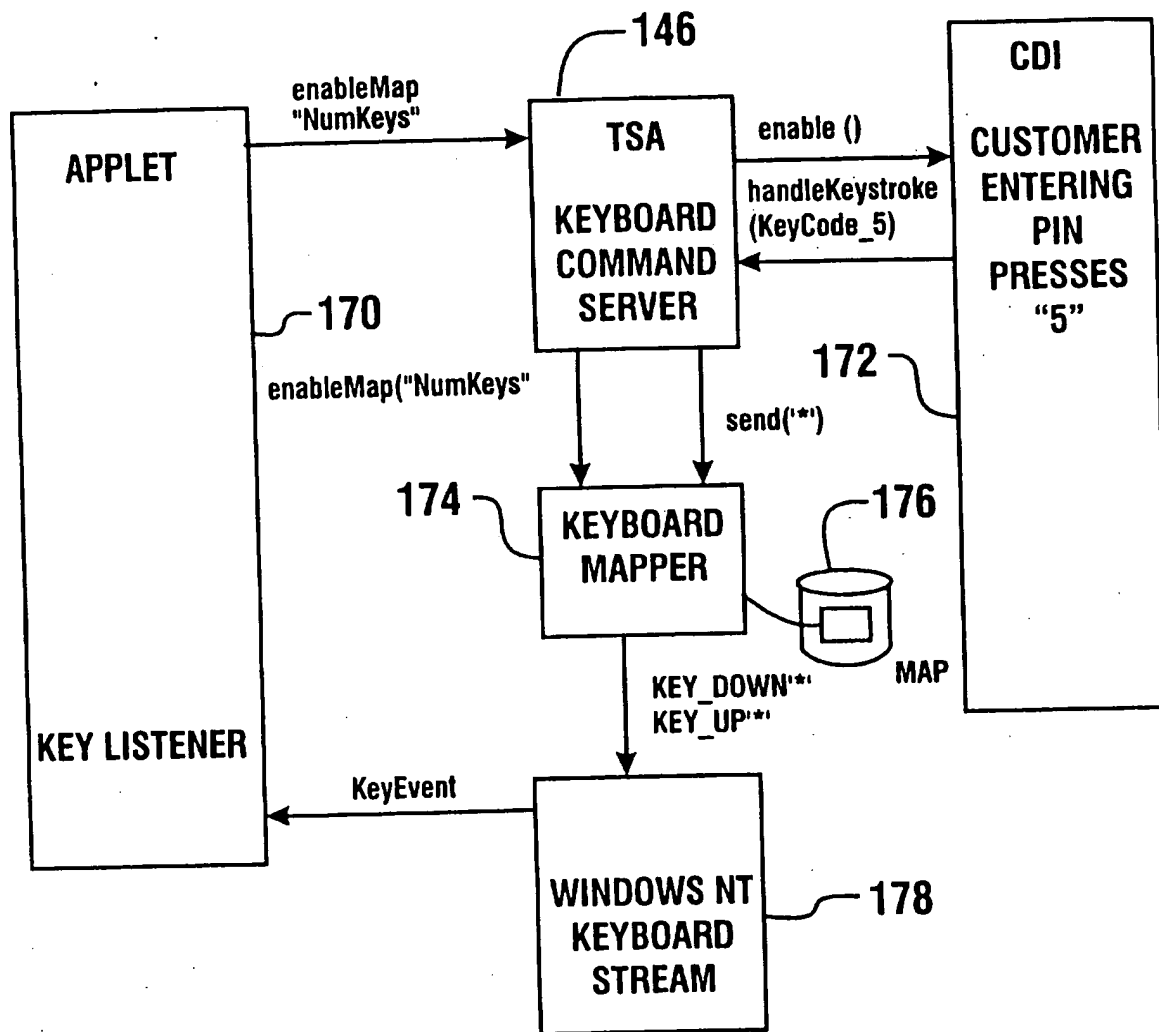 146
enableMap
"NumKeys"
APPLET
TSA
KEYBOARD
COMMAND
SERVER
enable ()
handleKeystroke
(KeyCode_5)
CDI
CUSTOMER
ENTERING
PIN
PRESSES
“5”
170
172
enableMap("NumKeys"
send('*')
174
KEYBOARD
MAPPER
176
MAP
KEY_DOWN'*'
KEY_UP'*'
KEY LISTENER
KeyEvent
WINDOWS NT
KEYBOARD
STREAM
178